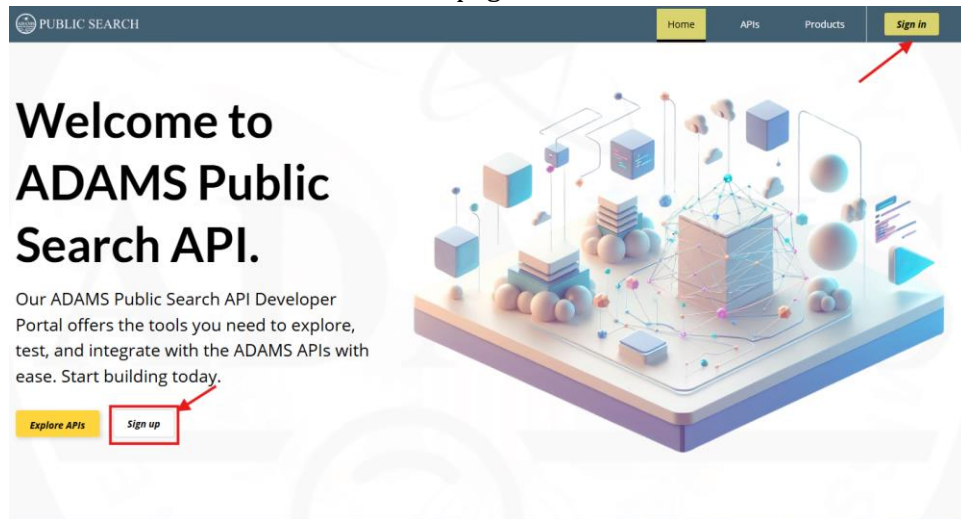 PUBLIC SEARCH
Home
APIs
Products
Sign in
Welcome to
ADAMS Public
Search API.
Our ADAMS Public Search API Developer
Portal offers the tools you need to explore,
test, and integrate with the ADAMS APIs with
ease. Start building today.
Explore APIs
Sign up